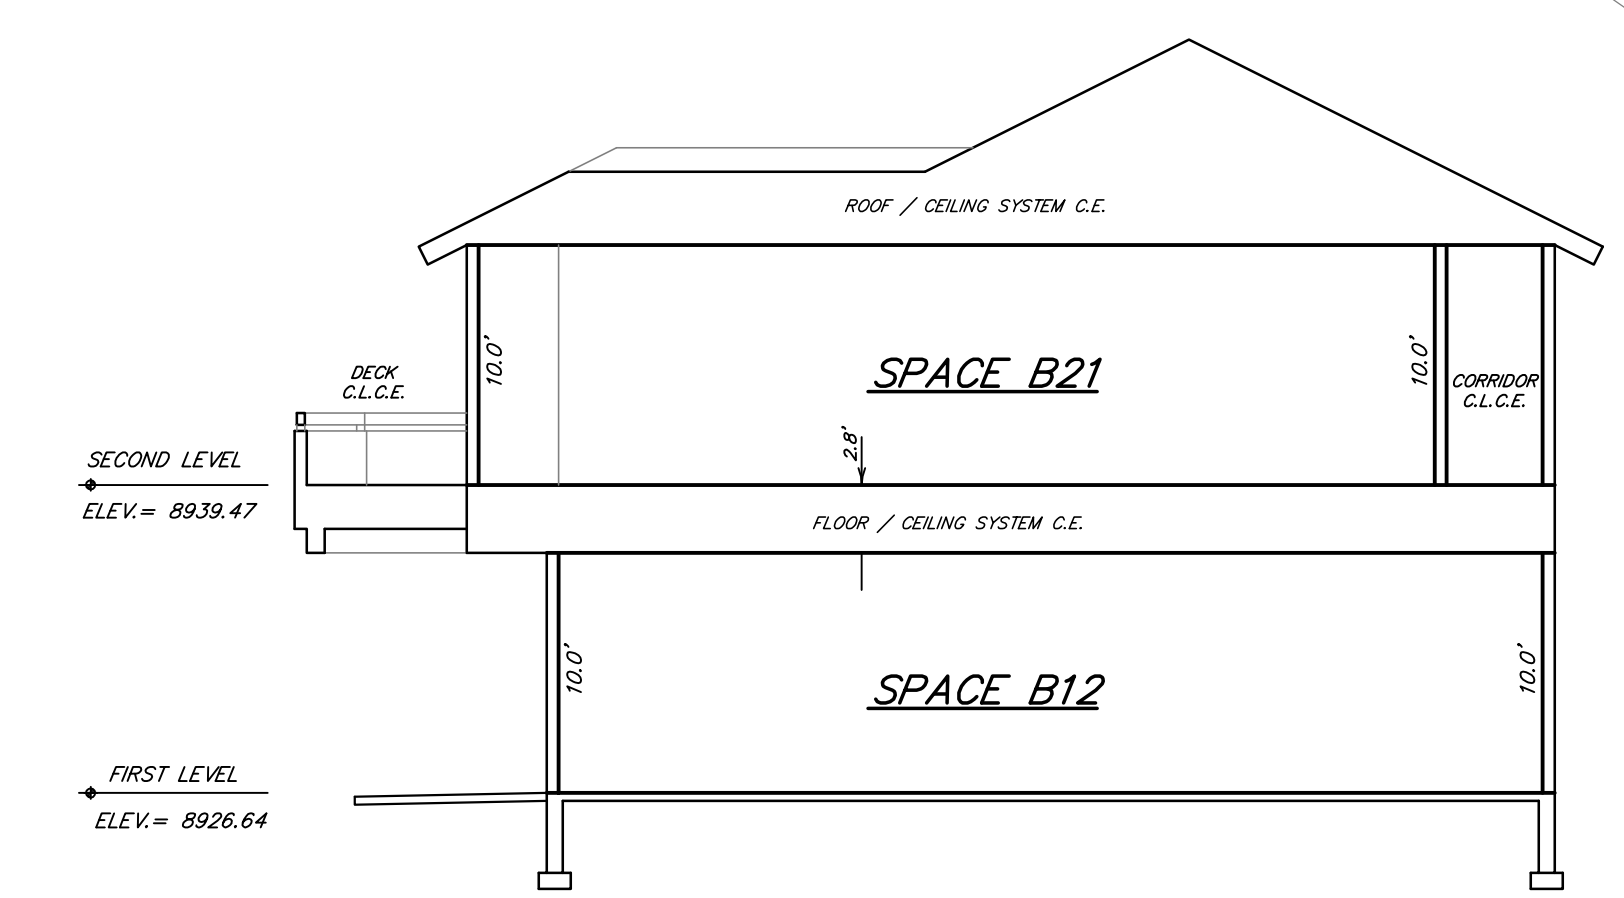 ROOF / CEILING SYSTEM C.E.
10.0'
SPACE B21
10.0'
CORRIDOR
C.L.C.E.
DECK
C.L.C.E.
2.8'
SECOND LEVEL
ELEV.= 8939.47
FLOOR / CEILING SYSTEM C.E.
10.0'
SPACE B12
10.0'
FIRST LEVEL
ELEV.= 8926.64